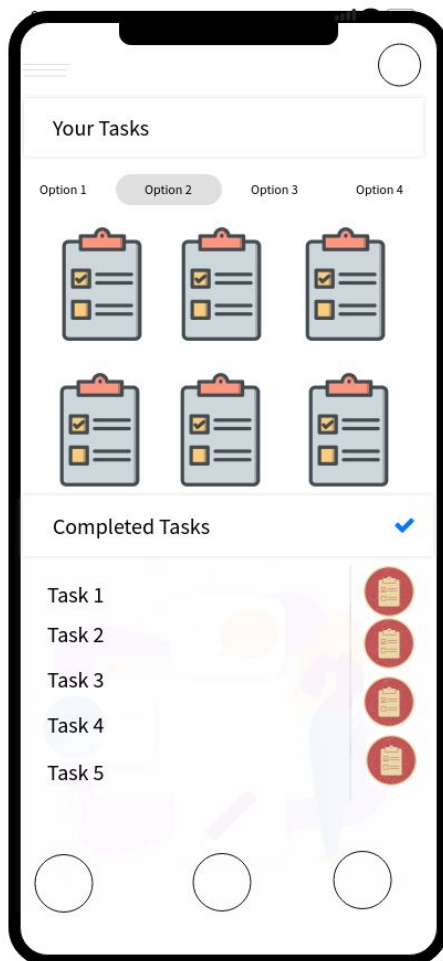 Your Tasks
Option 1 Option 2 Option 3 Option 4
Completed Tasks
Task 1
Task 2
Task 3
Task 4
Task 5